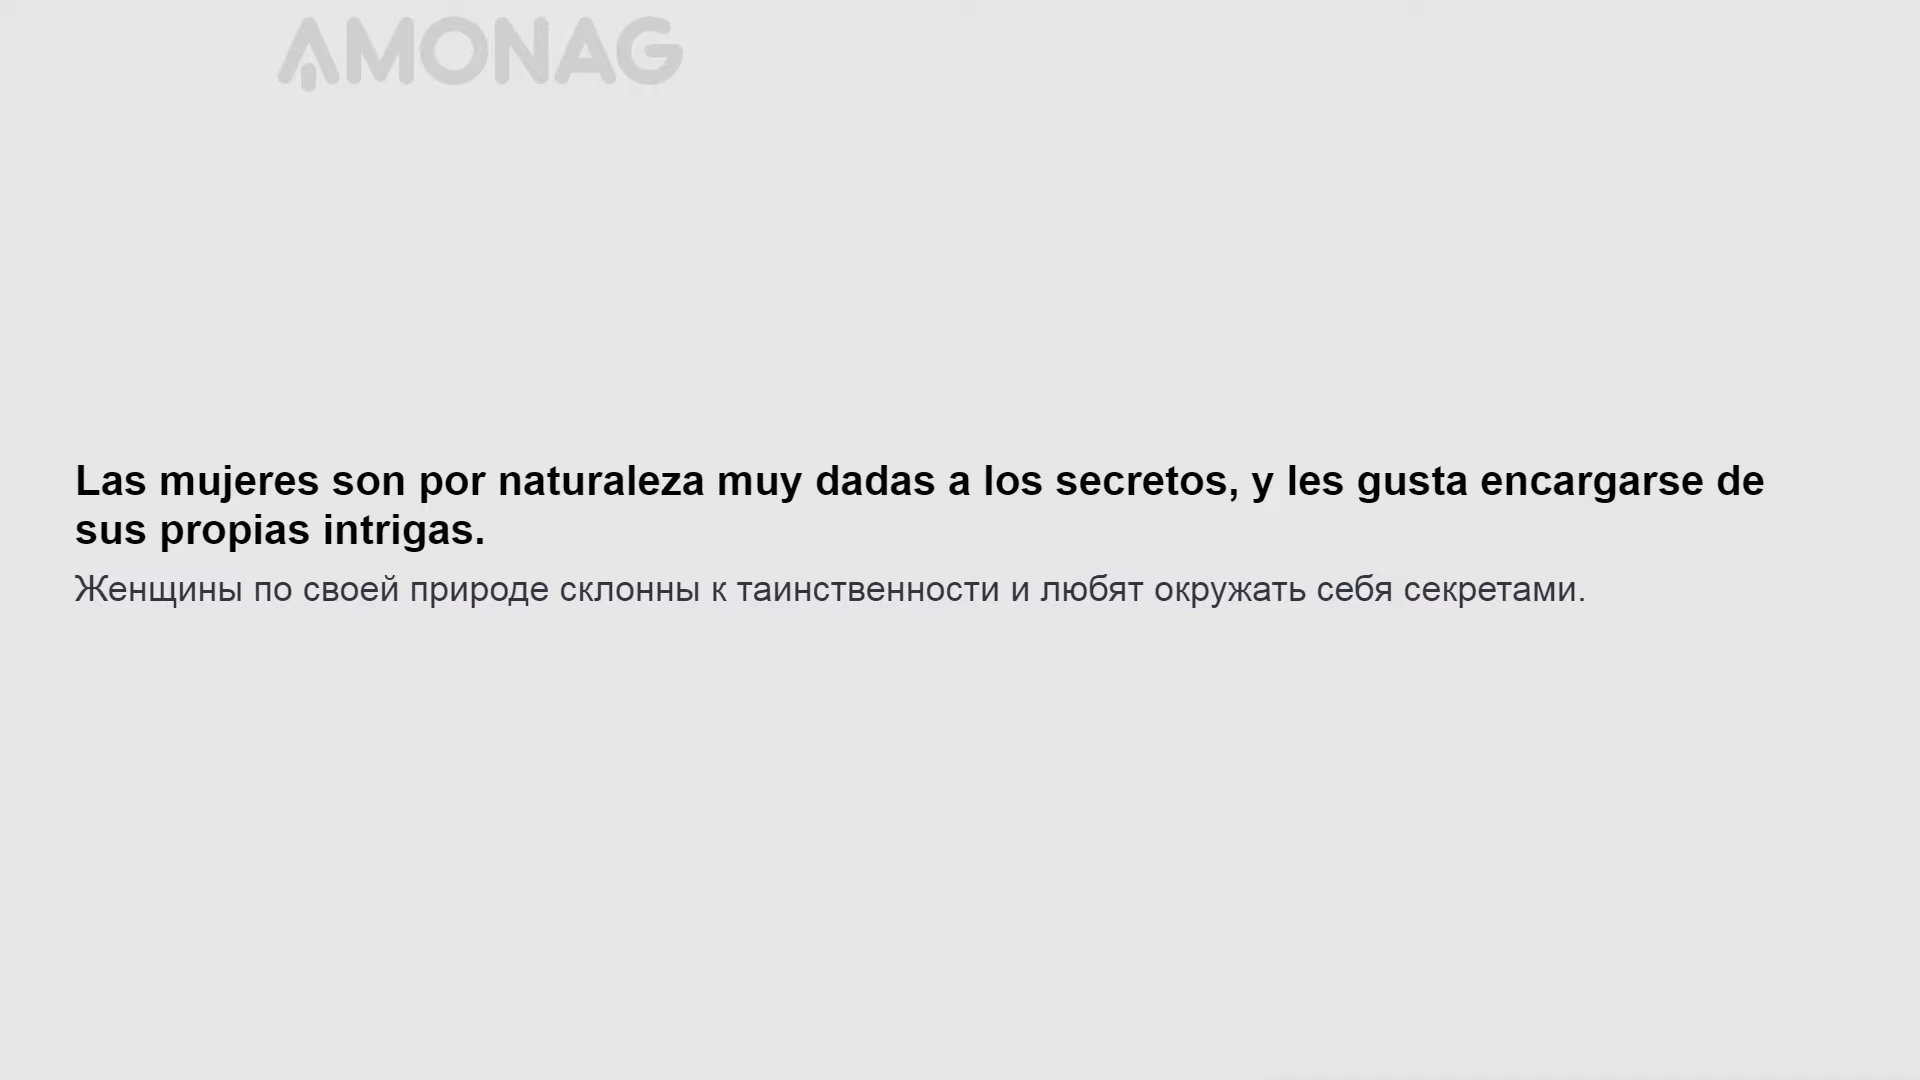 AMONAG
Las mujeres son por naturaleza muy dadas a los secretos, y les gusta encargarse de
sus propias intrigas.
Женщины по своей природе склонны к таинственности и любят окружать себя секретами.